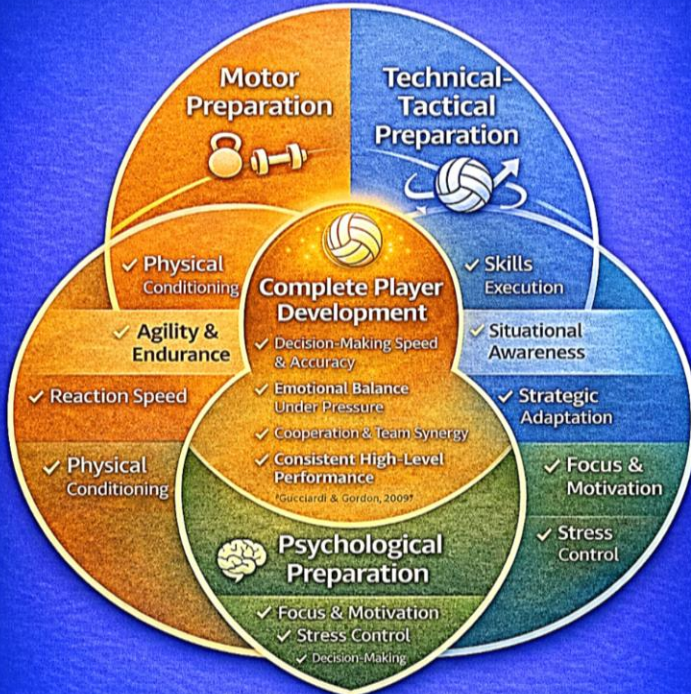 Motor
Preparation
Technical-
Tactical
Preparation
✓ Physical
Conditioning
✓ Agility &
Endurance
✓ Reaction Speed
✓ Physical
Conditioning
Complete Player
Development
✓ Decision-Making Speed
& Accuracy
✓ Emotional Balance
Under Pressure
✓ Cooperation & Team Synergy
✓ Consistent High-Level
Performance
*Gucciardi & Gordon, 2009*
✓ Skills
Execution
✓ Situational
Awareness
✓ Strategic
Adaptation
✓ Focus &
Motivation
✓ Stress
Control
Psychological
Preparation
✓ Focus & Motivation
✓ Stress Control
✓ Decision-Making